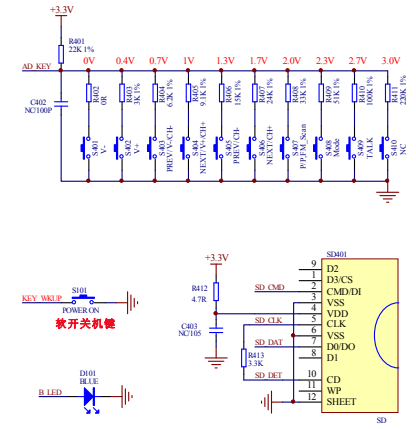 +3.3V
R401
22K 1%
0V 0.4V 0.7V 1V 1.3V 1.7V 2.0V 2.3V 2.7V 3.0V
AD_KEY
C402
NC/100P
R402
0R
R403
3K 1%
R404
6.2K 1%
R405
9.1K 1%
R406
15K 1%
R407
24K 1%
R408
33K 1%
R409
51K 1%
R410
100K 1%
R411
220K 1%
S401
V-
S402
V+
S403
PREV/V-/CH-
S404
NEXT/V+/CH+
S405
PREV/CH-
S406
NEXT/CH+
S407
P/P,FM_Scan
S408
Mode
S409
TALK
S410
NC
KEY_WKUP
S101
POWER ON
软开关机键
D101
BLUE
B_LED
+3.3V
R412
4.7R
C403
NC/105
SD_CMD
SD_CLK
SD_DAT
R413
3.3K
SD_DET
SD401
9 D2
1 D3/CS
2 CMD/DI
3 VSS
4 VDD
5 CLK
6 VSS
7 D0/DO
8 D1
10 CD
11 WP
12 SHEET
SD